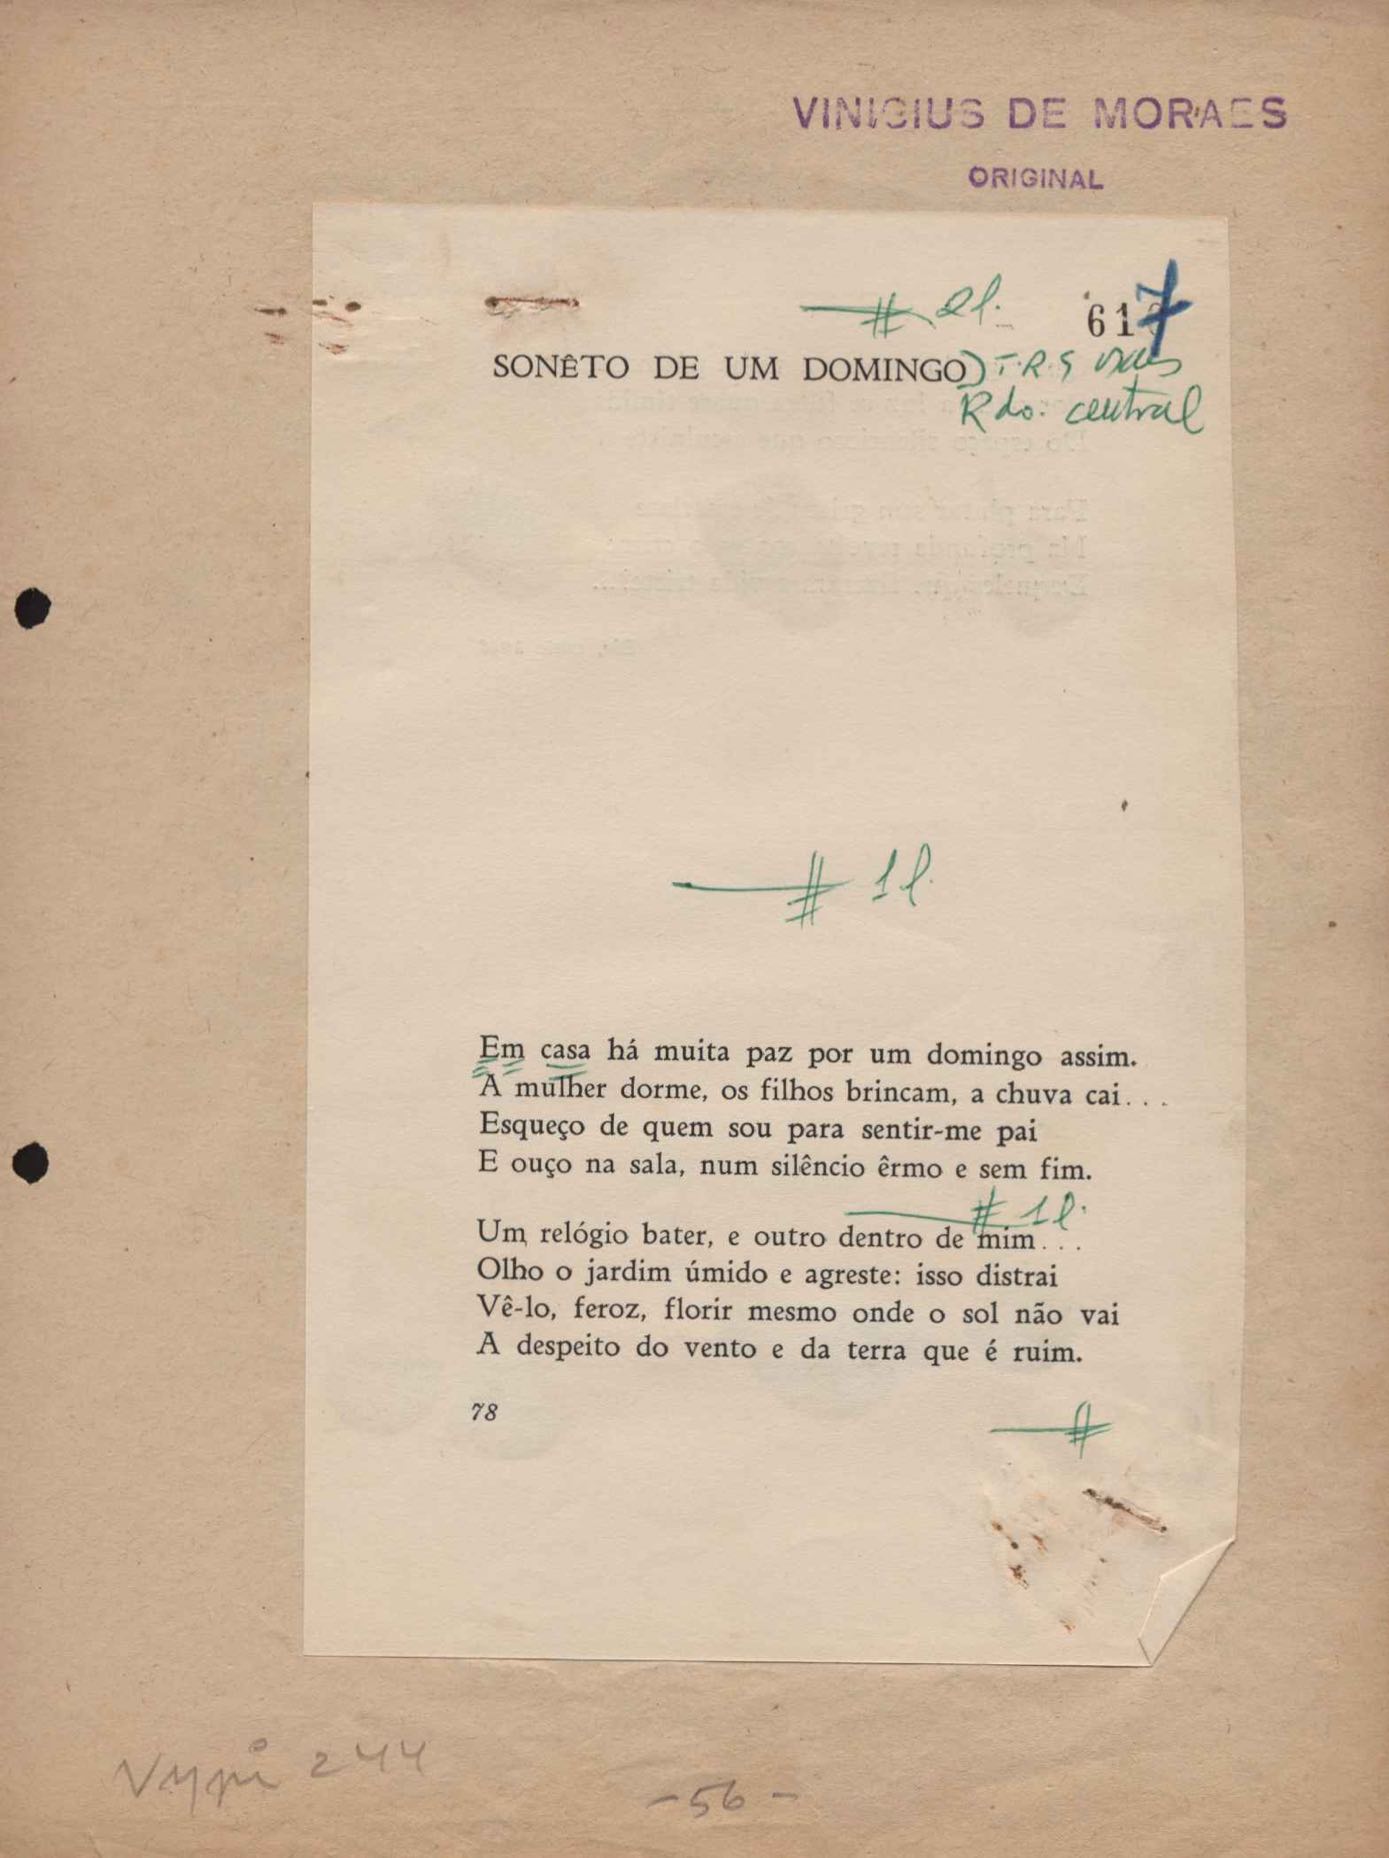 VINICIUS DE MORAES
ORIGINAL
# 2l.
617
SONÊTO DE UM DOMINGO) T.R.S
Rdo. central
# 1l.
Em casa há muita paz por um domingo assim.
A mulher dorme, os filhos brincam, a chuva cai...
Esqueço de quem sou para sentir-me pai
E ouço na sala, num silêncio êrmo e sem fim.
# 1l.
Um relógio bater, e outro dentro de mim...
Olho o jardim úmido e agreste: isso distrai
Vê-lo, feroz, florir mesmo onde o sol não vai
A despeito do vento e da terra que é ruim.
78
#
244
-56-